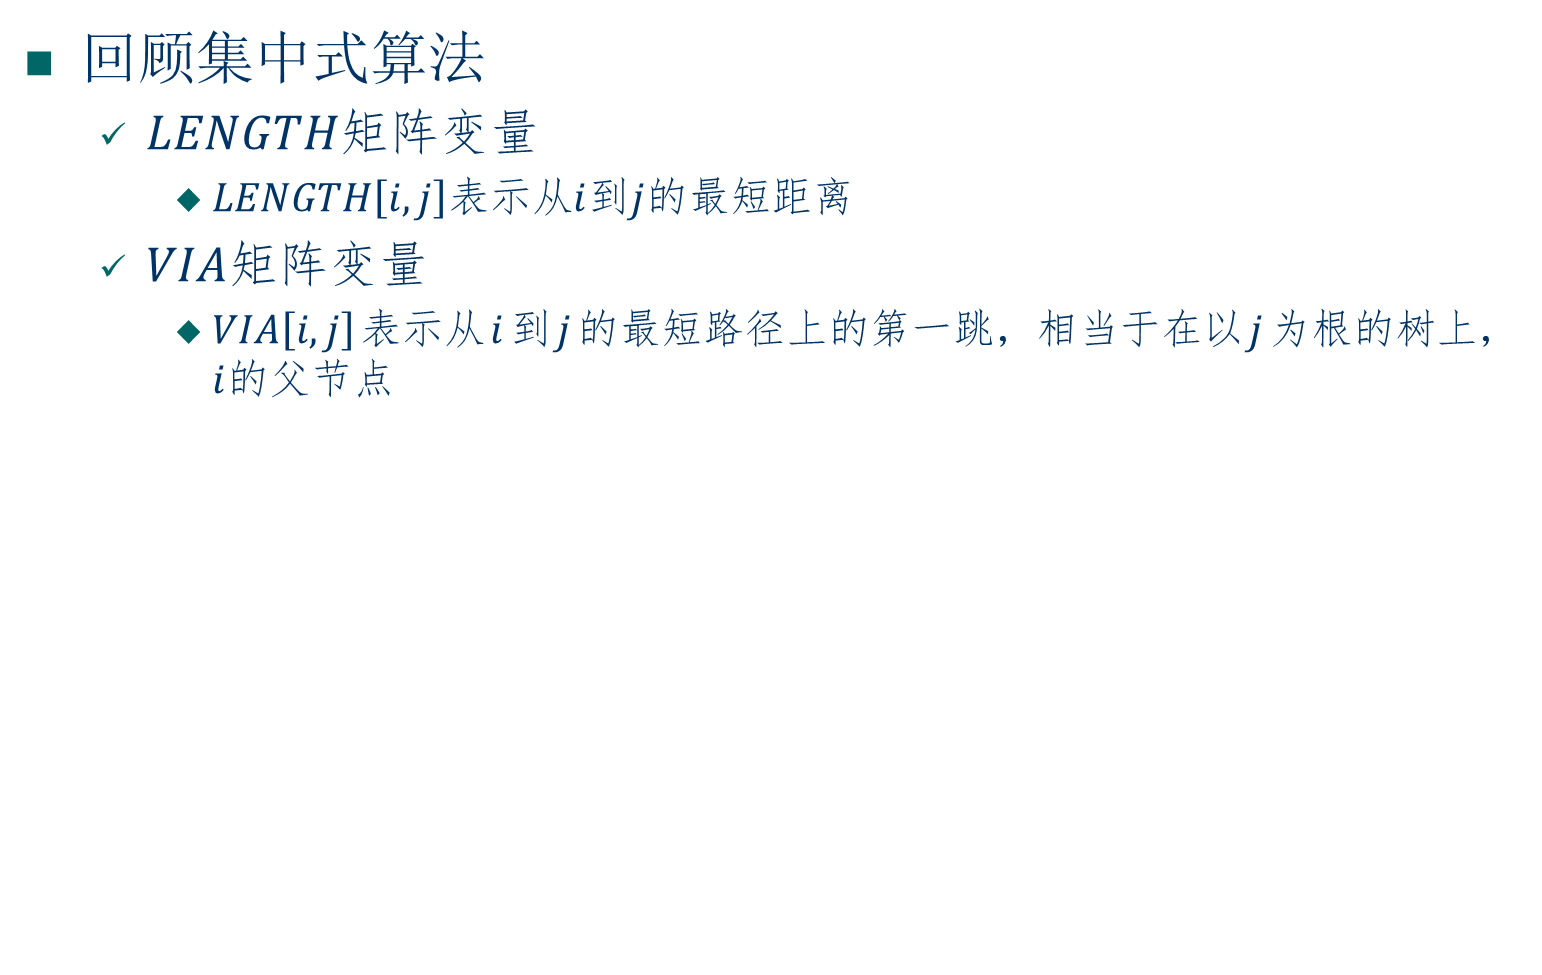 ■ 回顾集中式算法
✓ LENGTH矩阵变量
◆ LENGTH[i, j]表示从i到j的最短距离
✓ VIA矩阵变量
◆ VIA[i, j]表示从i到j的最短路径上的第一跳，相当于在以j为根的树上，
i的父节点